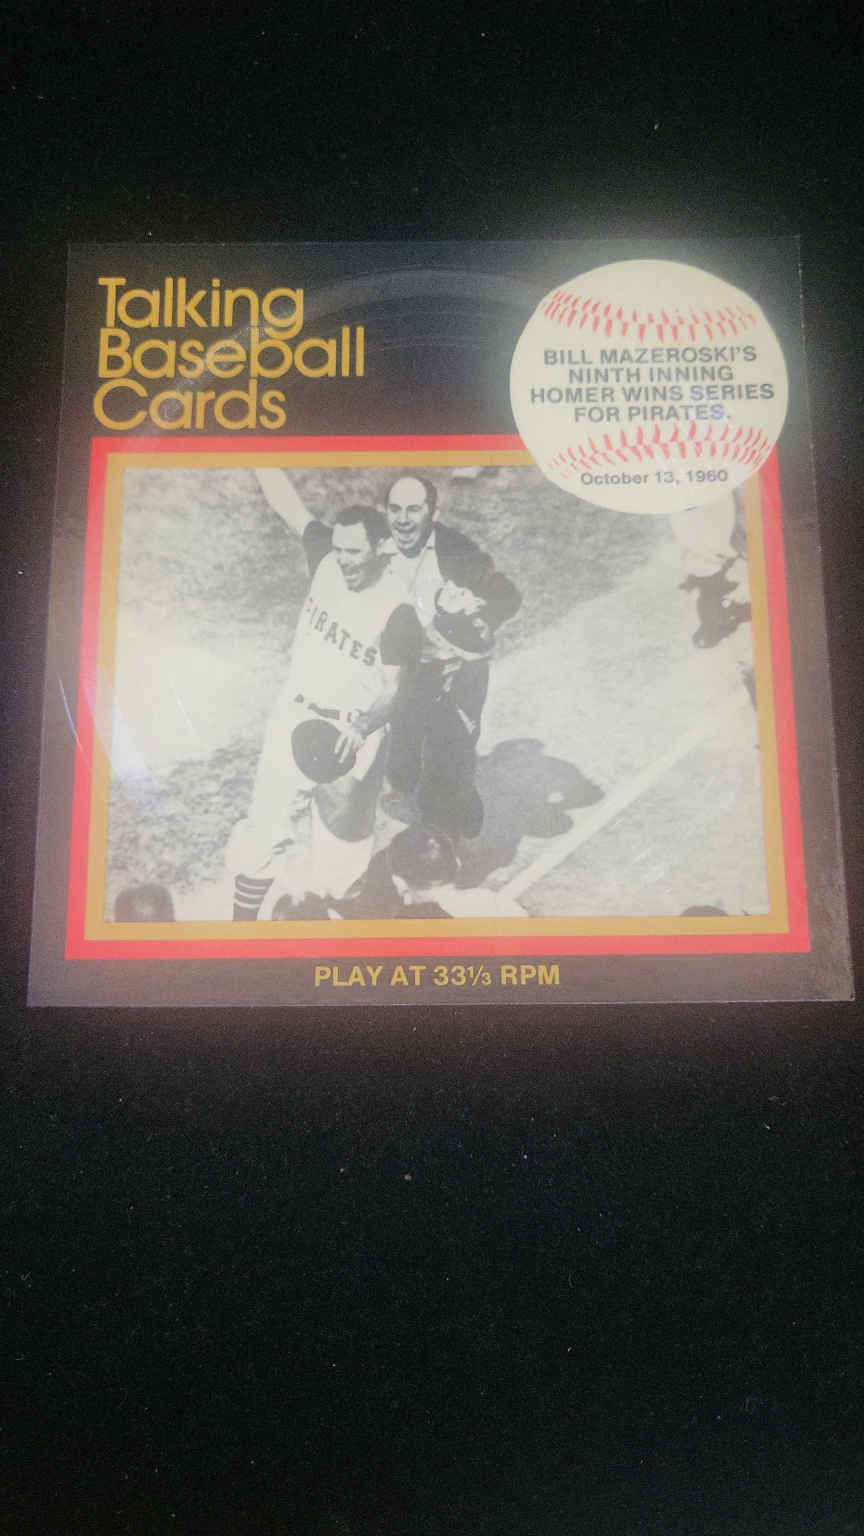 Talking
Baseball
Cards
BILL MAZEROSKI'S
NINTH INNING
HOMER WINS SERIES
FOR PIRATES.
October 13, 1960
PIRATES
PLAY AT 33⅓ RPM